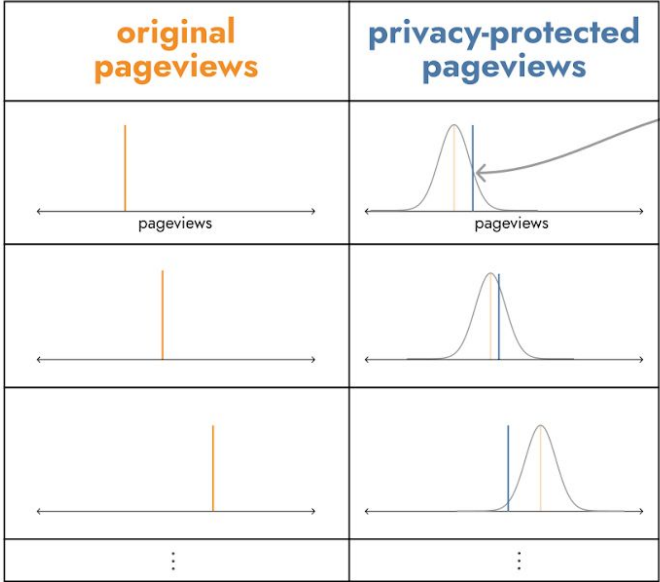 original
pageviews
privacy-protected
pageviews
pageviews
pageviews
⋮
⋮